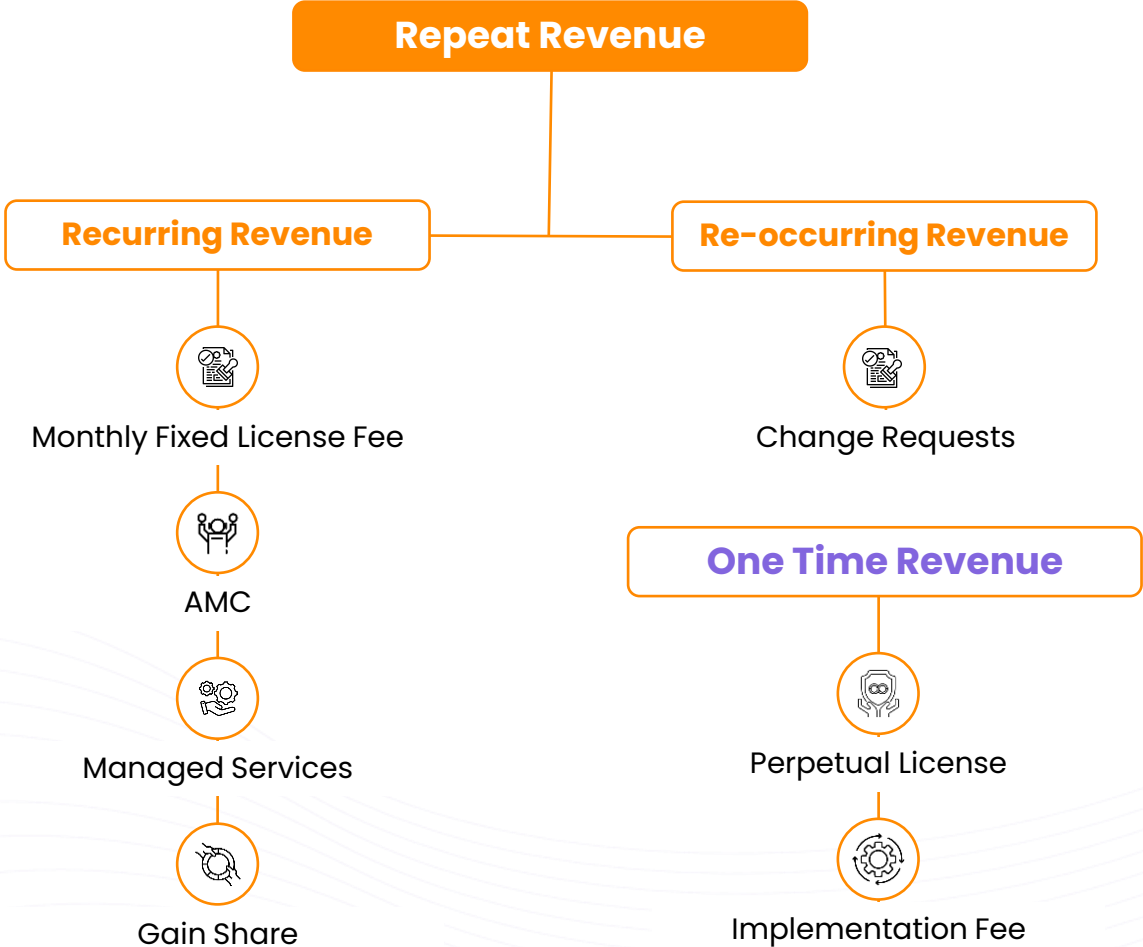 Repeat Revenue
Recurring Revenue
Monthly Fixed License Fee
AMC
Managed Services
Gain Share
Re-occurring Revenue
Change Requests
One Time Revenue
Perpetual License
Implementation Fee